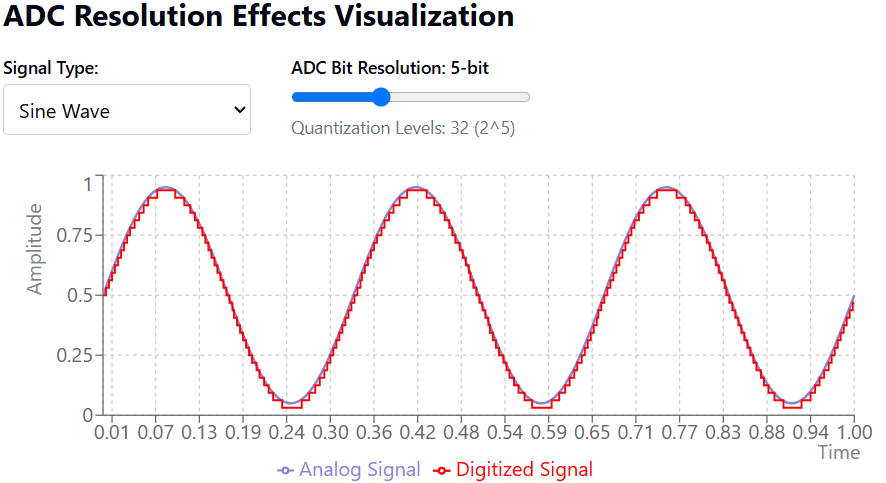 ADC Resolution Effects Visualization
Signal Type:
ADC Bit Resolution: 5-bit
Sine Wave
Quantization Levels: 32 (2^5)
1
0.75
0.5
0.25
0
Amplitude
0.01 0.07 0.13 0.19 0.24 0.30 0.36 0.42 0.48 0.54 0.59 0.65 0.71 0.77 0.83 0.88 0.94 1.00
Time
Analog Signal Digitized Signal